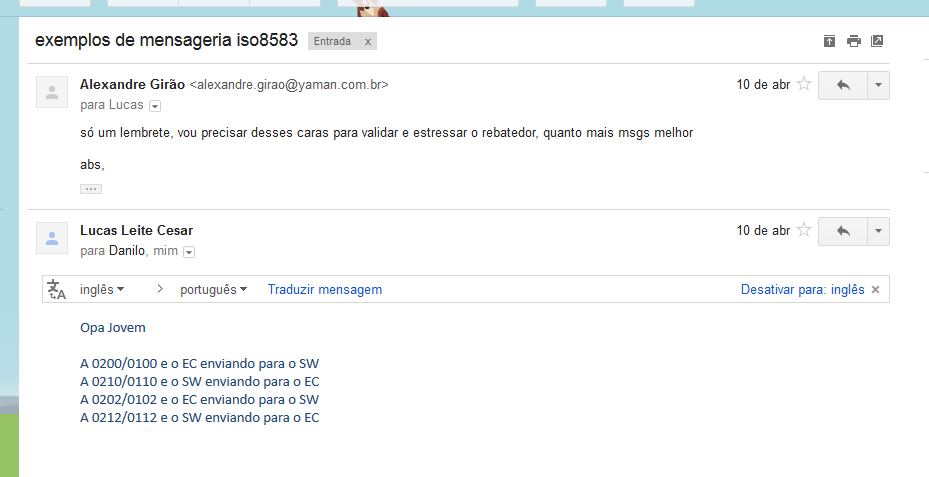 exemplos de mensageria iso8583 Entrada x
Alexandre Girão <alexandre.girao@yaman.com.br> 10 de abr
para Lucas
só um lembrete, vou precisar desses caras para validar e estressar o rebatedor, quanto mais msgs melhor
abs,
Lucas Leite Cesar 10 de abr
para Danilo, mim
inglês > português Traduzir mensagem Desativar para: inglês ×
Opa Jovem
A 0200/0100 e o EC enviando para o SW
A 0210/0110 e o SW enviando para o EC
A 0202/0102 e o EC enviando para o SW
A 0212/0112 e o SW enviando para o EC